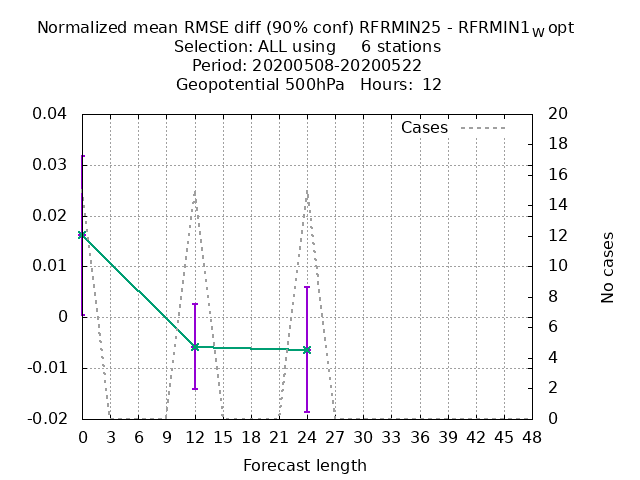 Normalized mean RMSE diff (90% conf) RFRMIN25 - RFRMIN1wopt
Selection: ALL using 6 stations
Period: 20200508-20200522
Geopotential 500hPa Hours: 12
Cases
0.04
0.03
0.02
0.01
0
-0.01
-0.02
20
18
16
14
12
10
8
6
4
2
0
No cases
0 3 6 9 12 15 18 21 24 27 30 33 36 39 42 45 48
Forecast length